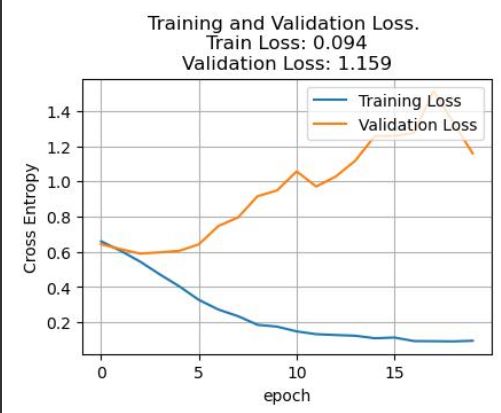 Training and Validation Loss.
Train Loss: 0.094
Validation Loss: 1.159
Training Loss
Validation Loss
Cross Entropy
1.4
1.2
1.0
0.8
0.6
0.4
0.2
0
5
10
15
epoch